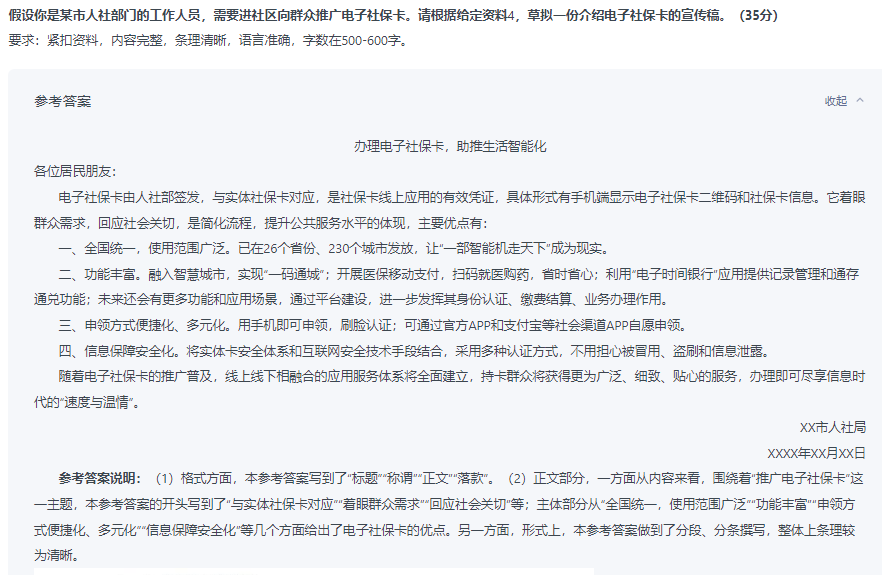 假设你是某市人社部门的工作人员，需要进社区向群众推广电子社保卡。请根据给定资料4，草拟一份介绍电子社保卡的宣传稿。（35分）
要求：紧扣资料，内容完整，条理清晰，语言准确，字数在500-600字。
参考答案
收起
办理电子社保卡，助推生活智能化
各位居民朋友：
电子社保卡由人社部签发，与实体社保卡对应，是社保卡线上应用的有效凭证，具体形式有手机端显示电子社保卡二维码和社保卡信息。它着眼
群众需求，回应社会关切，是简化流程，提升公共服务水平的体现，主要优点有：
一、全国统一，使用范围广泛。已在26个省份、230个城市发放，让“一部智能机走天下”成为现实。
二、功能丰富。融入智慧城市，实现“一码通城”；开展医保移动支付，扫码就医购药，省时省心；利用“电子时间银行”应用提供记录管理和通存
通兑功能；未来还会有更多功能和应用场景，通过平台建设，进一步发挥其身份认证、缴费结算、业务办理作用。
三、申领方式便捷化、多元化。用手机即可申领，刷脸认证；可通过官方APP和支付宝等社会渠道APP自愿申领。
四、信息保障安全化。将实体卡安全体系和互联网安全技术手段结合，采用多种认证方式，不用担心被冒用、盗刷和信息泄露。
随着电子社保卡的推广普及，线上线下相融合的应用服务体系将全面建立，持卡群众将获得更为广泛、细致、贴心的服务，办理即可尽享信息时
代的“速度与温情”。
XX市人社局
XXXX年XX月XX日
参考答案说明：（1）格式方面，本参考答案写到了“标题”“称谓”“正文”“落款”。（2）正文部分，一方面从内容来看，围绕着“推广电子社保卡”这
一主题，本参考答案的开头写到了“与实体社保卡对应”“着眼群众需求”“回应社会关切”等；主体部分从“全国统一，使用范围广泛”“功能丰富”“申领方
式便捷化、多元化”“信息保障安全化”等几个方面给出了电子社保卡的优点。另一方面，形式上，本参考答案做到了分段、分条撰写，整体上条理较
为清晰。